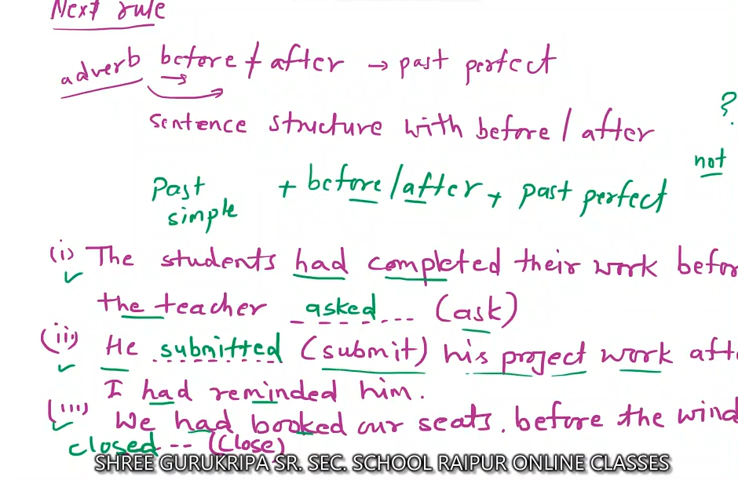 Next rule
adverb before / after → past perfect
sentence structure with before / after
?
not
Past simple + before/after + past perfect
(i) The students had completed their work befor
the teacher asked (ask)
(ii) He submitted (submit) his project work aft
I had reminded him.
(iii) We had booked our seats. before the wind
closed -- (close)
SHREE GURUKRIPA SR. SEC. SCHOOL RAIPUR ONLINE CLASSES